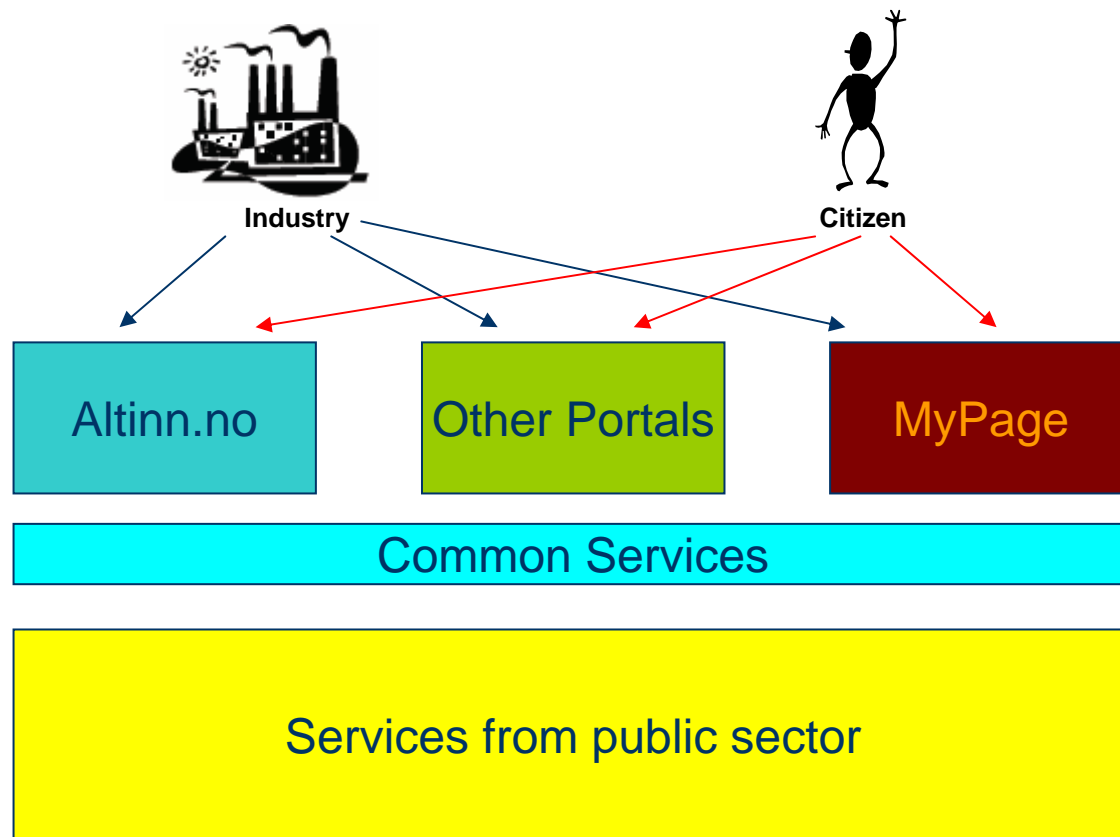 Industry
Citizen
Altinn.no
Other Portals
MyPage
Common Services
Services from public sector